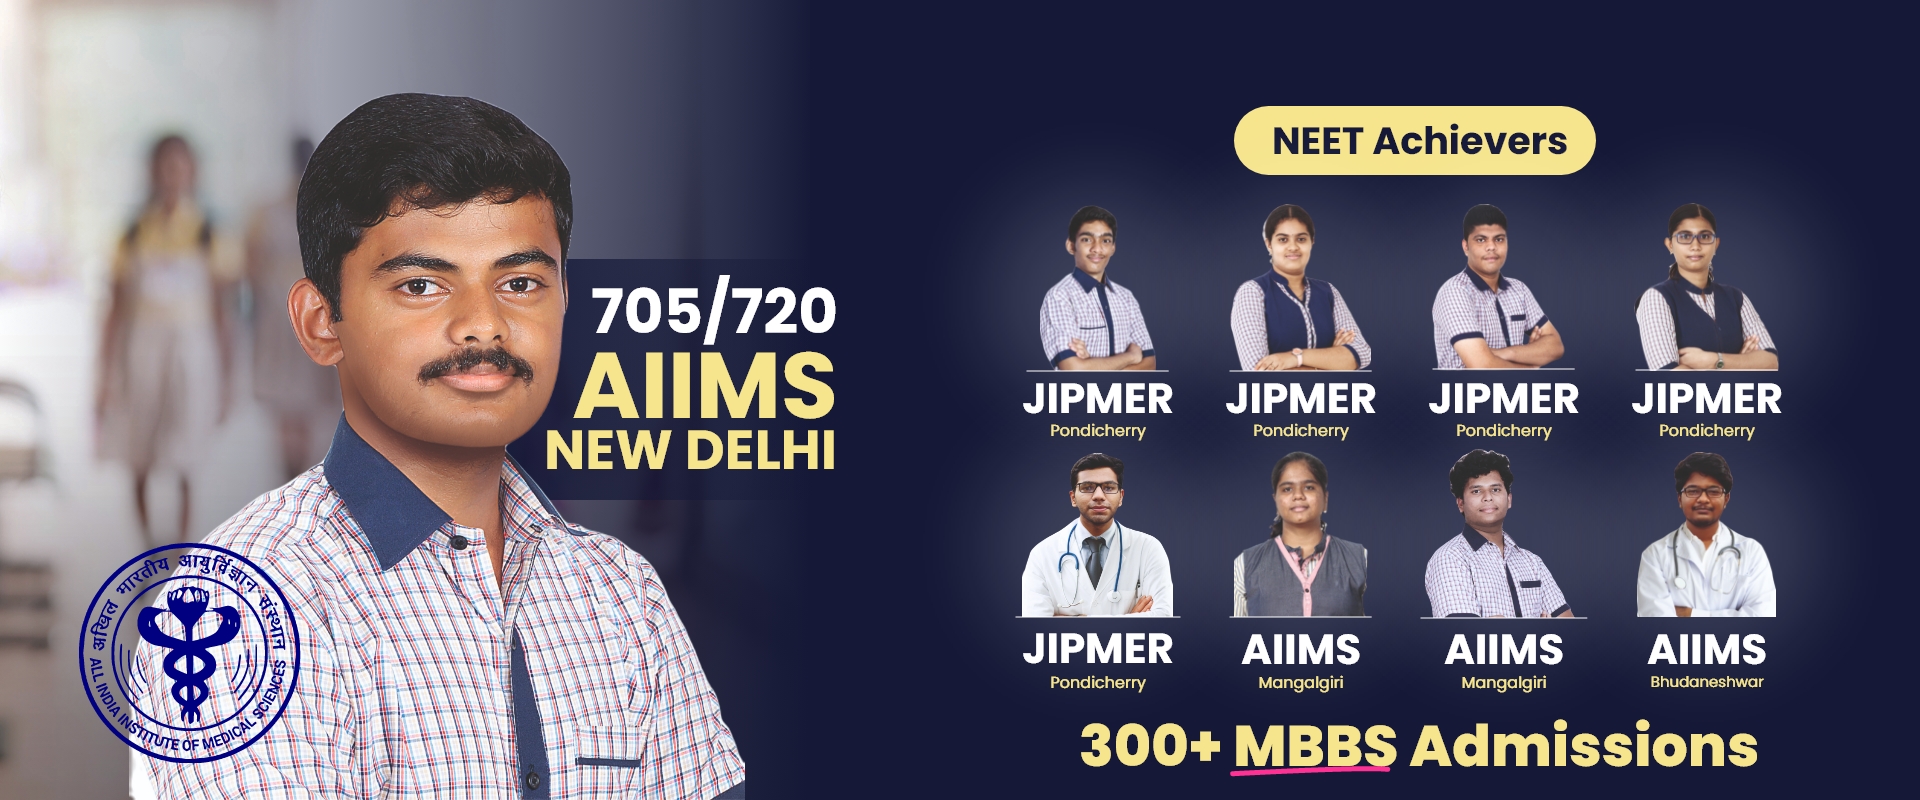 705/720
AIIMS
NEW DELHI
अखिल भारतीय आयुर्विज्ञान संस्थान
ALL INDIA INSTITUTE OF MEDICAL SCIENCES
NEET Achievers
JIPMER JIPMER JIPMER JIPMER
Pondicherry Pondicherry Pondicherry Pondicherry
JIPMER AIIMS AIIMS AIIMS
Pondicherry Mangalgiri Mangalgiri Bhudaneshwar
300+ MBBS Admissions